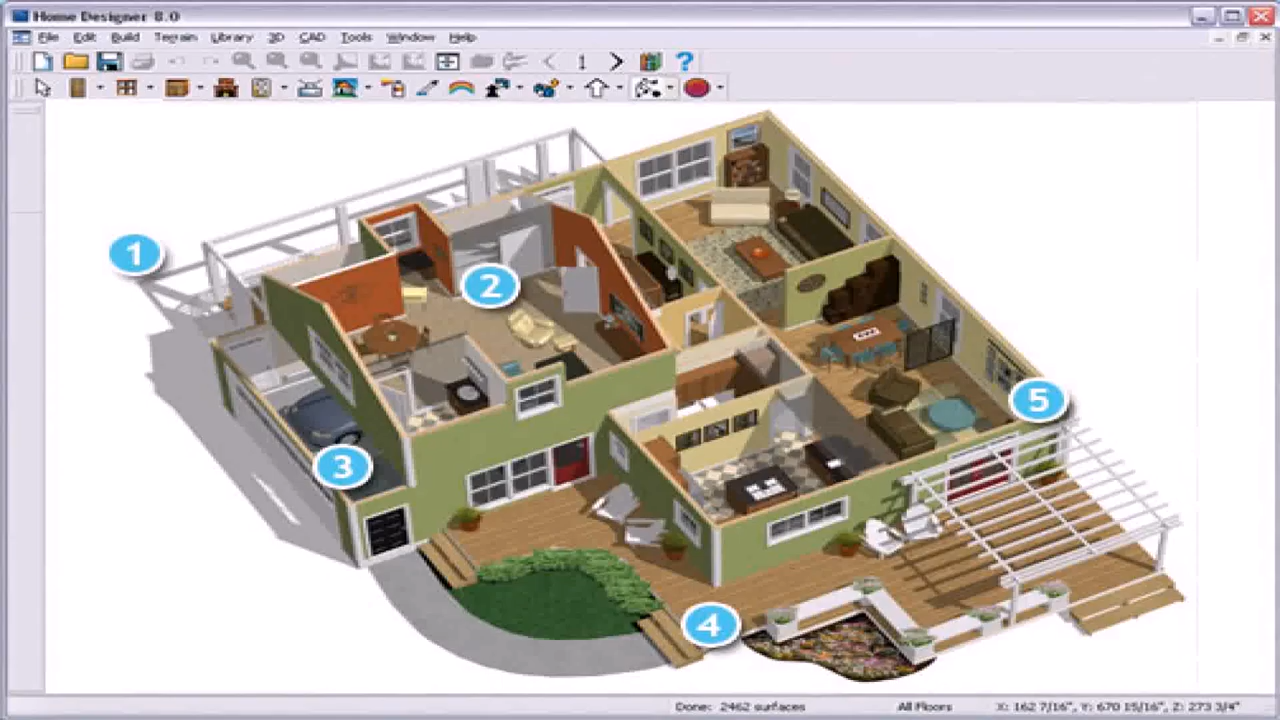 Home Designer 8.0
File Edit Build Terrain Library 3D CAD Tools Window Help
1
?
1
2
5
3
4
Done: 2462 surfaces All Floors X: 162 7/16", Y: 670 15/16", Z: 273 3/4"